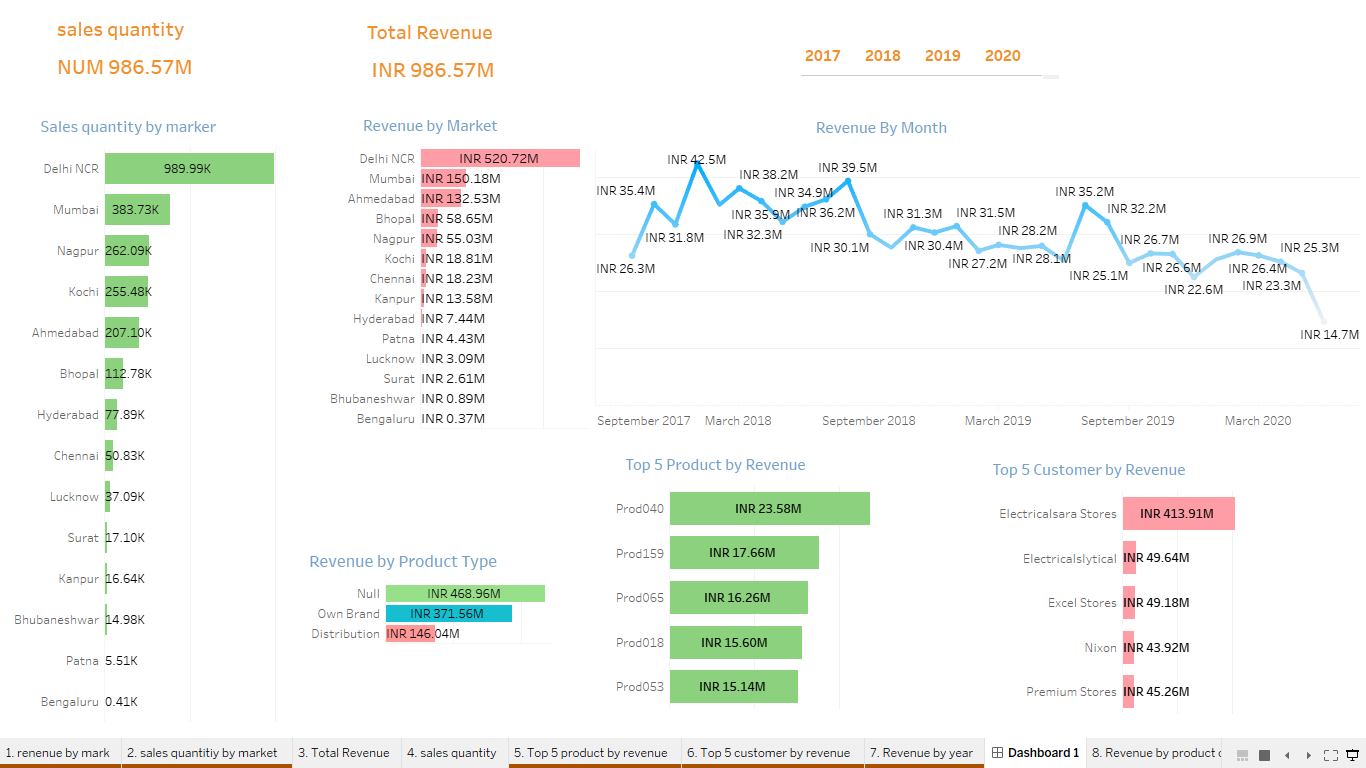 sales quantity
NUM 986.57M
Total Revenue
INR 986.57M
2017 2018 2019 2020
Sales quantity by marker
Delhi NCR 989.99K
Mumbai 383.73K
Nagpur 262.09K
Kochi 255.48K
Ahmedabad 207.10K
Bhopal 112.78K
Hyderabad 77.89K
Chennai 50.83K
Lucknow 37.09K
Surat 17.10K
Kanpur 16.64K
Bhubaneshwar 14.98K
Patna 5.51K
Bengaluru 0.41K
Revenue by Market
Delhi NCR INR 520.72M
Mumbai INR 150.18M
Ahmedabad INR 132.53M
Bhopal INR 58.65M
Nagpur INR 55.03M
Kochi INR 18.81M
Chennai INR 18.23M
Kanpur INR 13.58M
Hyderabad INR 7.44M
Patna INR 4.43M
Lucknow INR 3.09M
Surat INR 2.61M
Bhubaneshwar INR 0.89M
Bengaluru INR 0.37M
Revenue By Month
INR 26.3M
INR 35.4M
INR 31.8M
INR 42.5M
INR 38.2M
INR 35.9M
INR 32.3M
INR 34.9M
INR 36.2M
INR 39.5M
INR 30.1M
INR 31.3M
INR 30.4M
INR 31.5M
INR 27.2M
INR 28.2M
INR 28.1M
INR 35.2M
INR 32.2M
INR 25.1M
INR 26.7M
INR 26.6M
INR 22.6M
INR 26.9M
INR 26.4M
INR 23.3M
INR 25.3M
INR 14.7M
September 2017 March 2018 September 2018 March 2019 September 2019 March 2020
Revenue by Product Type
Null INR 468.96M
Own Brand INR 371.56M
Distribution INR 146.04M
Top 5 Product by Revenue
Prod040 INR 23.58M
Prod159 INR 17.66M
Prod065 INR 16.26M
Prod018 INR 15.60M
Prod053 INR 15.14M
Top 5 Customer by Revenue
Electricalsara Stores INR 413.91M
Electricalslytical INR 49.64M
Excel Stores INR 49.18M
Nixon INR 43.92M
Premium Stores INR 45.26M
1. renenue by mark 2. sales quantitiy by market 3. Total Revenue 4. sales quantity 5. Top 5 product by revenue 6. Top 5 customer by revenue 7. Revenue by year Dashboard 1 8. Revenue by product